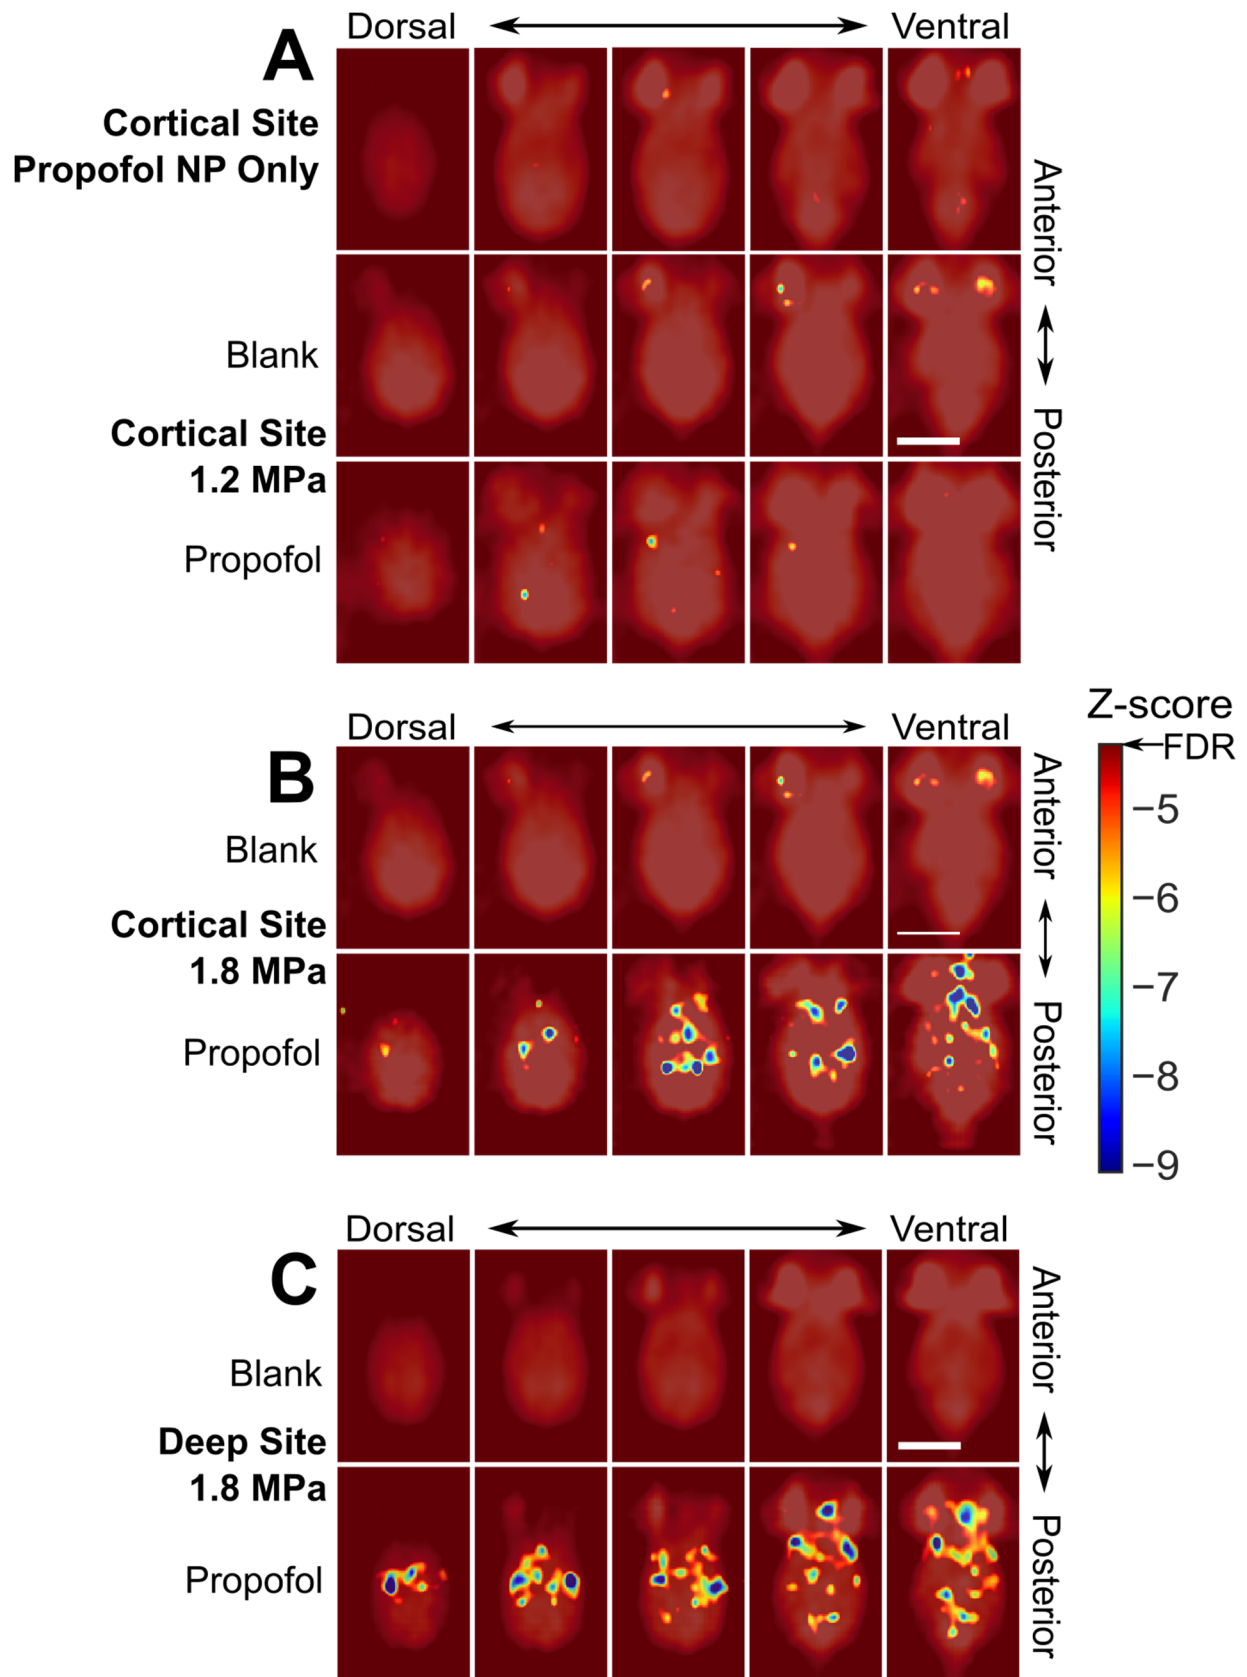 A
Dorsal
Ventral
Cortical Site
Propofol NP Only
Blank
Cortical Site
1.2 MPa
Propofol
Anterior
Posterior
B
Dorsal
Ventral
Blank
Cortical Site
1.8 MPa
Propofol
Anterior
Posterior
Z-score
FDR
−5
−6
−7
−8
−9
C
Dorsal
Ventral
Blank
Deep Site
1.8 MPa
Propofol
Anterior
Posterior